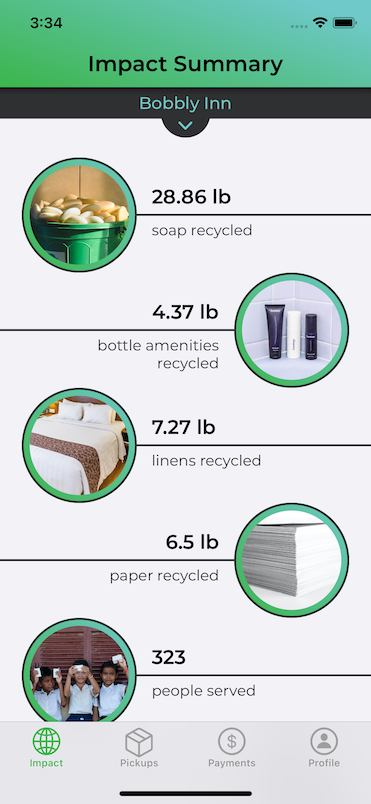 3:34
Impact Summary
Bobbly Inn
28.86 lb
soap recycled
4.37 lb
bottle amenities
recycled
7.27 lb
linens recycled
6.5 lb
paper recycled
323
people served
Impact
Pickups
$
Payments
Profile